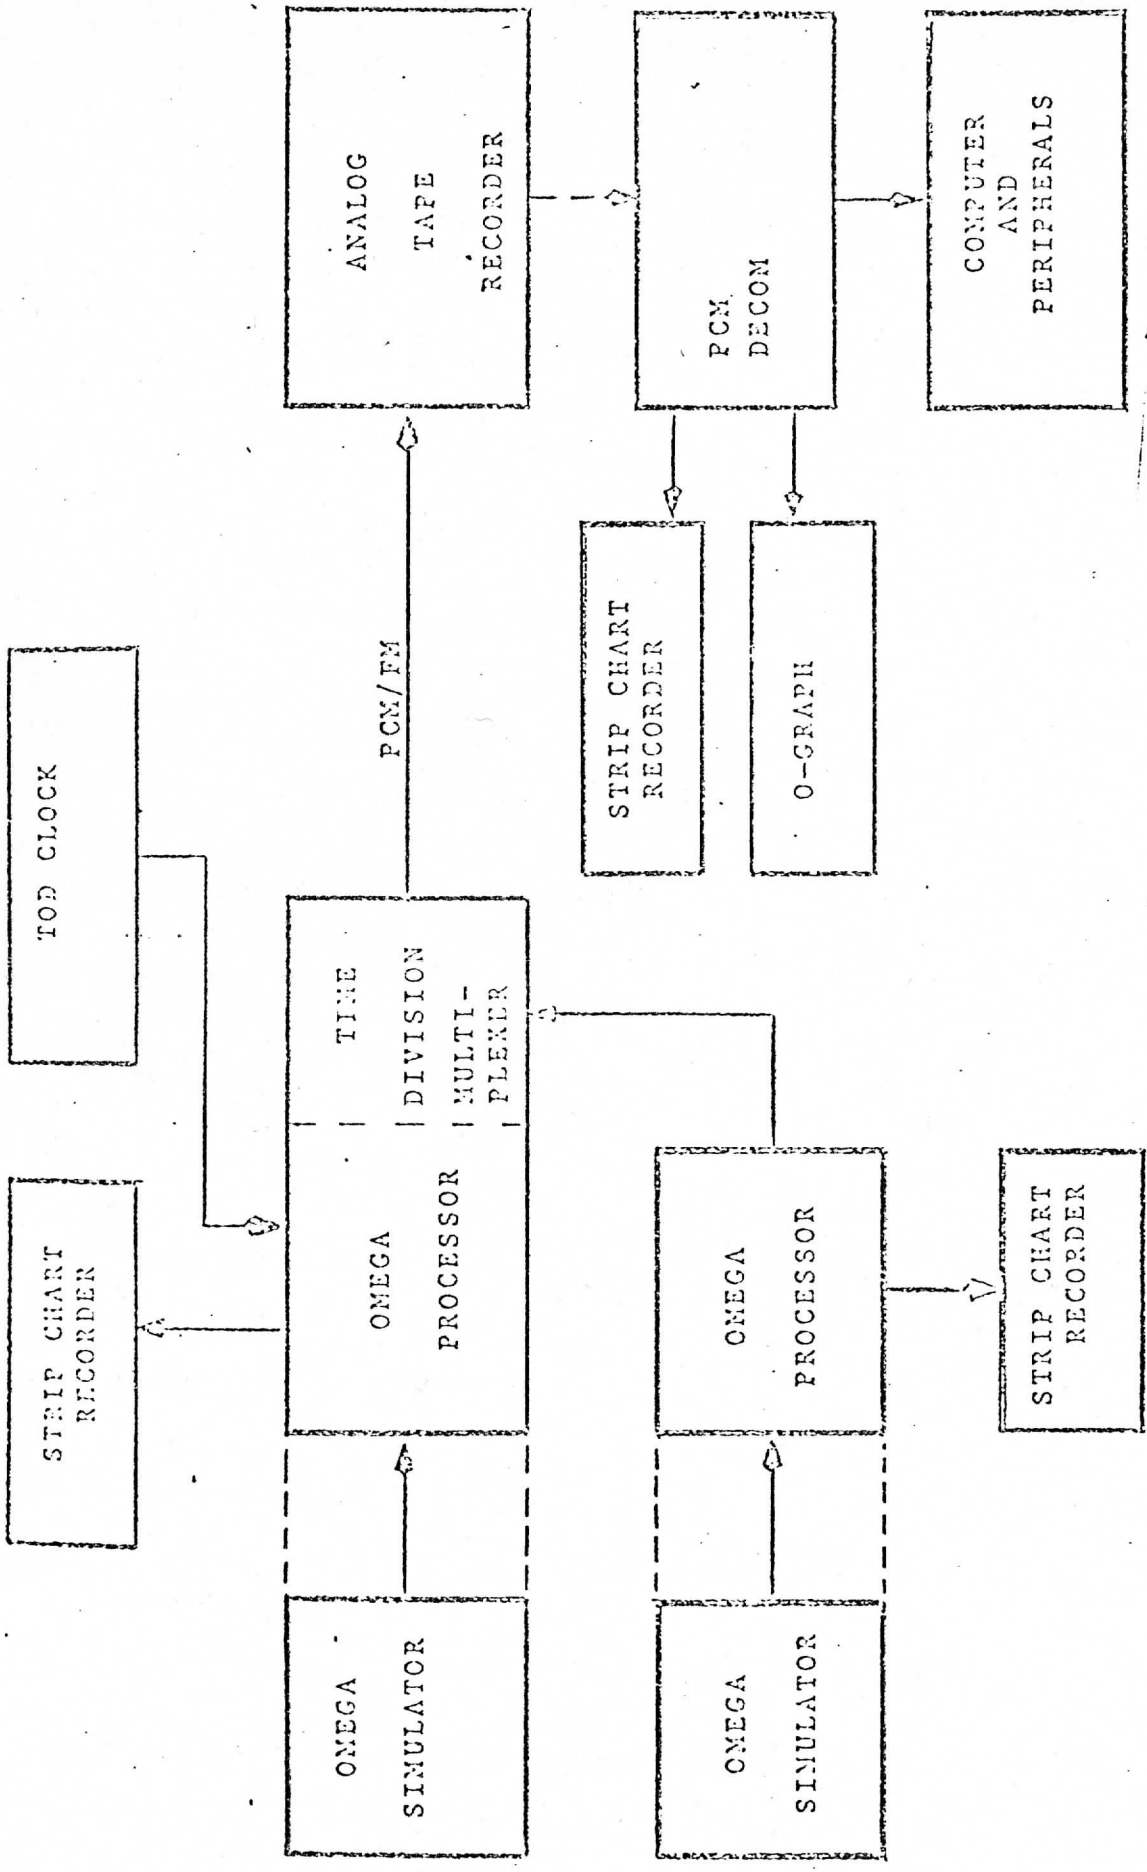 STRIP CHART
RECORDER
TOD CLOCK
OMEGA
SIMULATOR
OMEGA
PROCESSOR
TIME
DIVISION
MULTI-
PLEXER
PCM/FM
ANALOG
TAPE
RECORDER
OMEGA
SIMULATOR
OMEGA
PROCESSOR
STRIP CHART
RECORDER
STRIP CHART
RECORDER
O-GRAPH
PCM
DECOM
COMPUTER
AND
PERIPHERALS